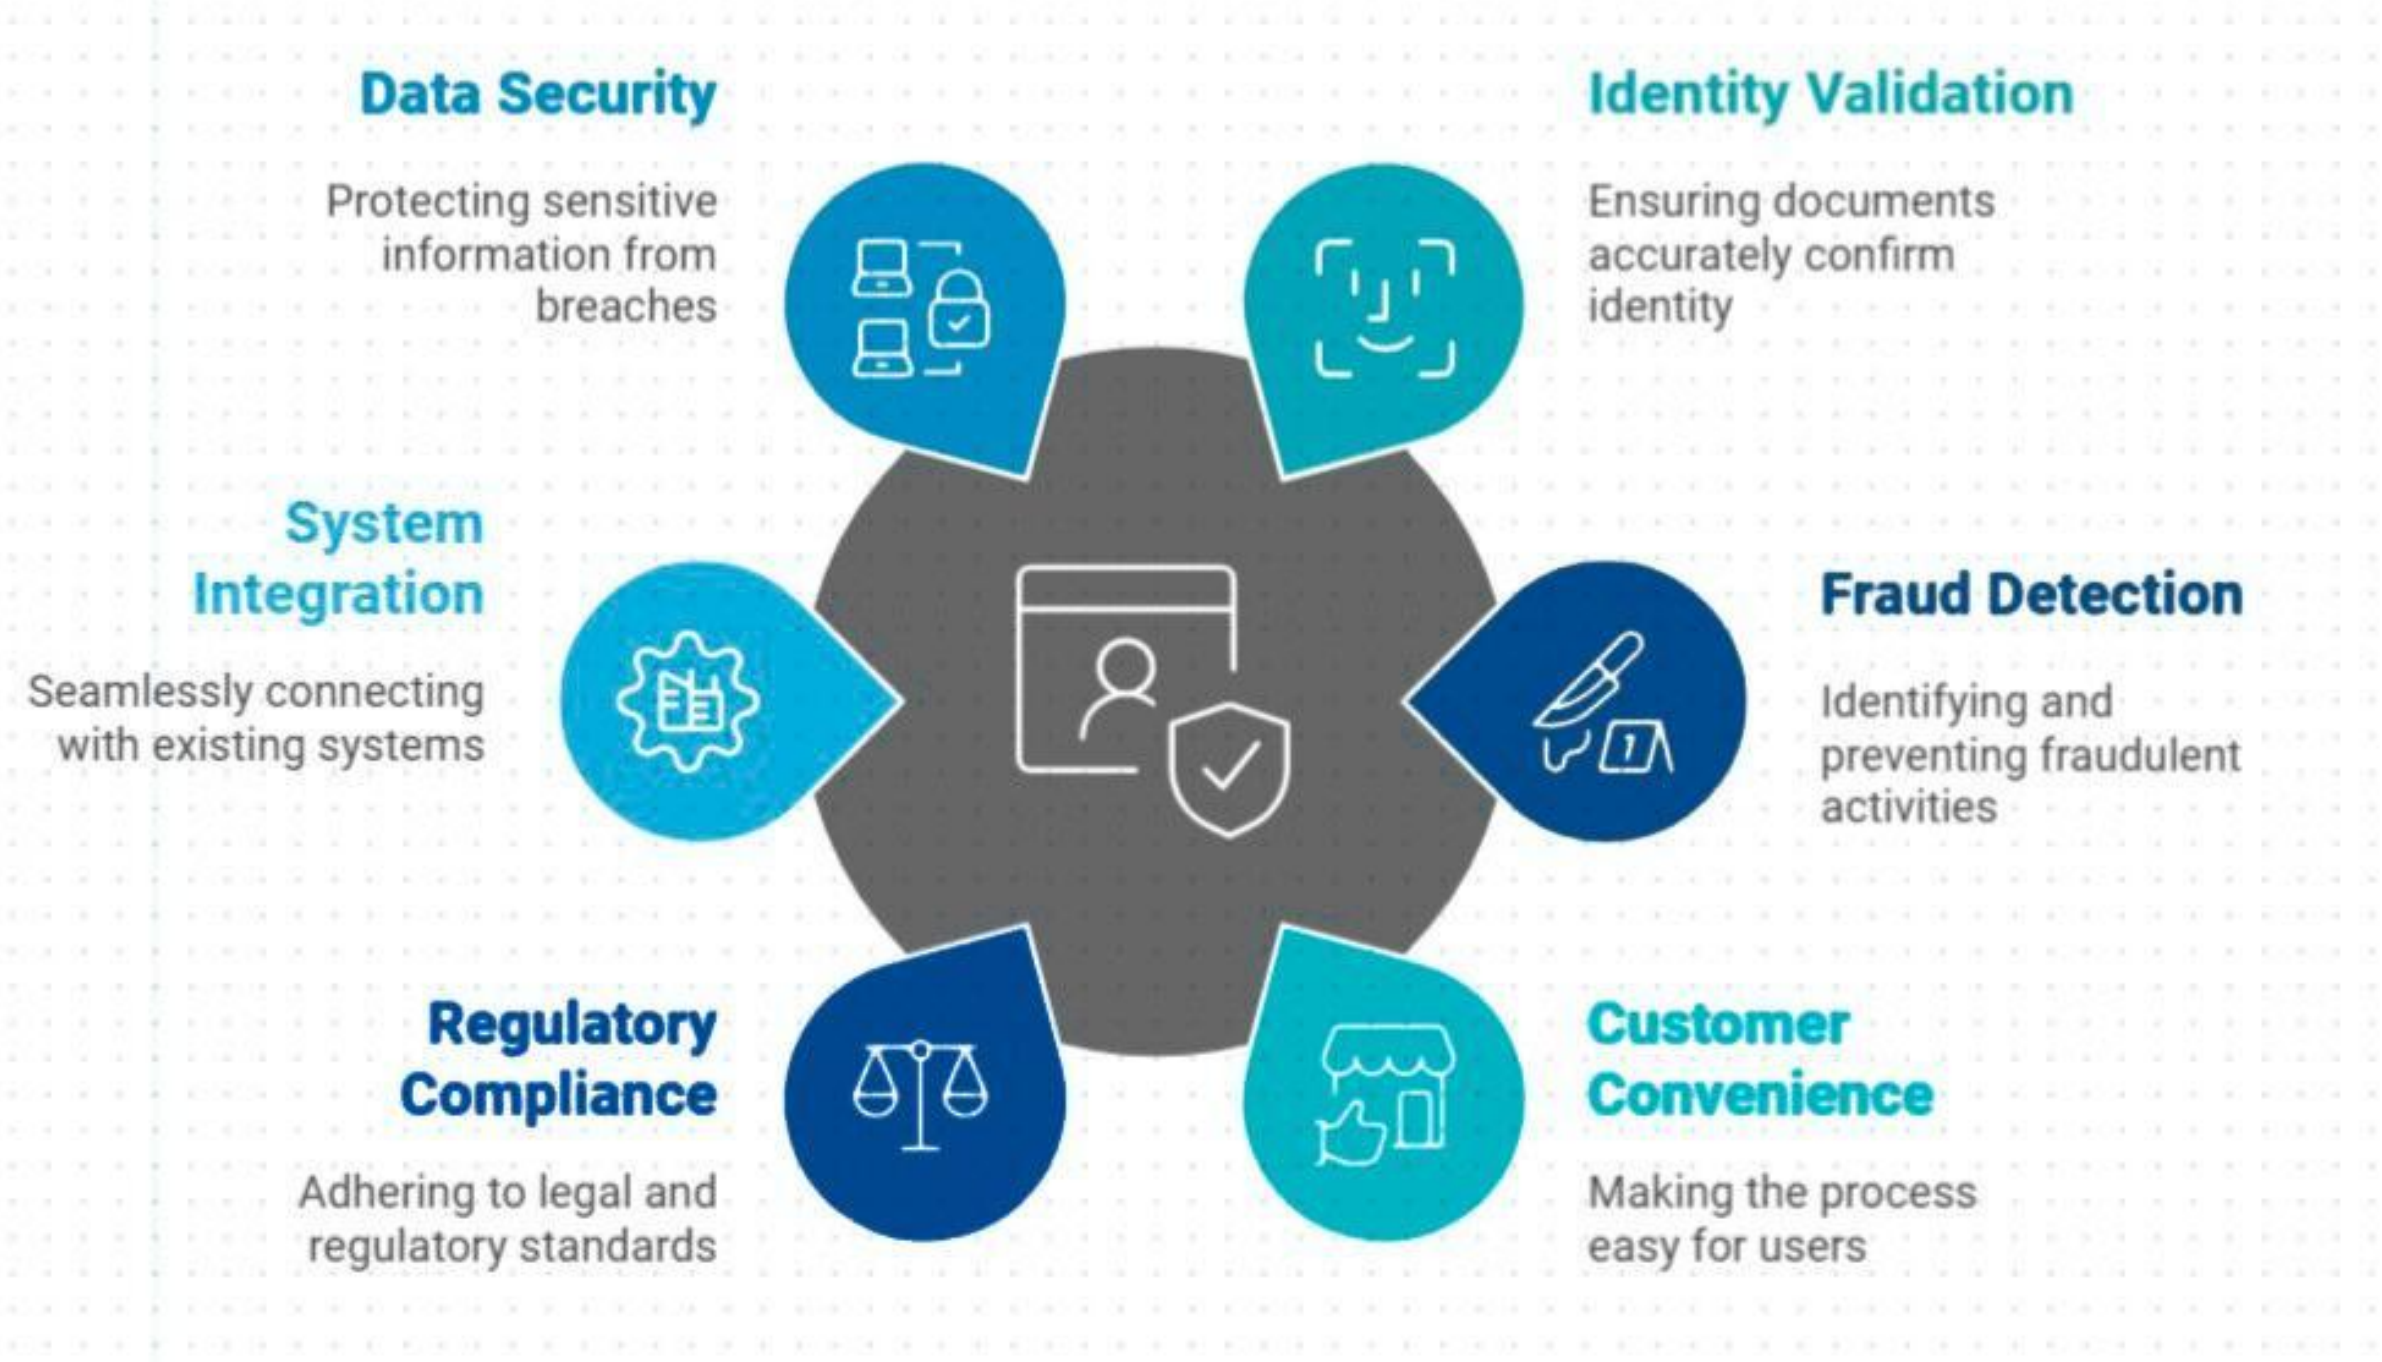 Data Security
Protecting sensitive
information from
breaches
Identity Validation
Ensuring documents
accurately confirm
identity
System
Integration
Seamlessly connecting
with existing systems
Fraud Detection
Identifying and
preventing fraudulent
activities
1
Regulatory
Compliance
Adhering to legal and
regulatory standards
Customer
Convenience
Making the process
easy for users